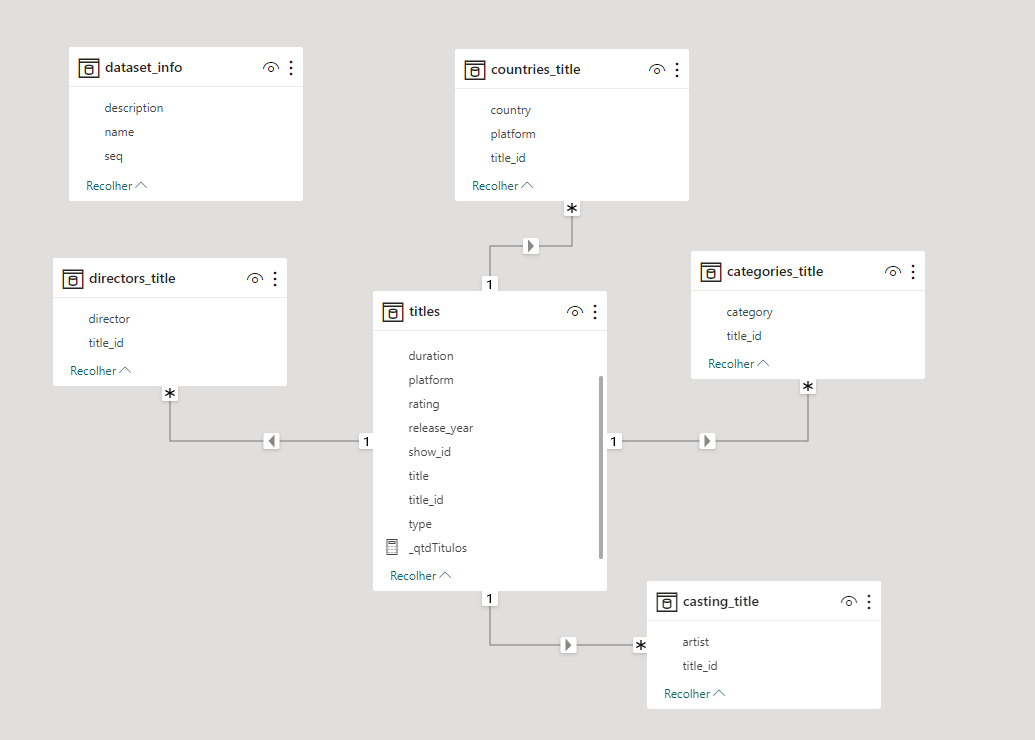 dataset_info
description
name
seq
Recolher
countries_title
country
platform
title_id
Recolher
*
1
directors_title
director
title_id
Recolher
*
1
titles
duration
platform
rating
release_year
show_id
title
title_id
type
_qtdTitulos
Recolher
categories_title
category
title_id
Recolher
*
1
1
*
casting_title
artist
title_id
Recolher